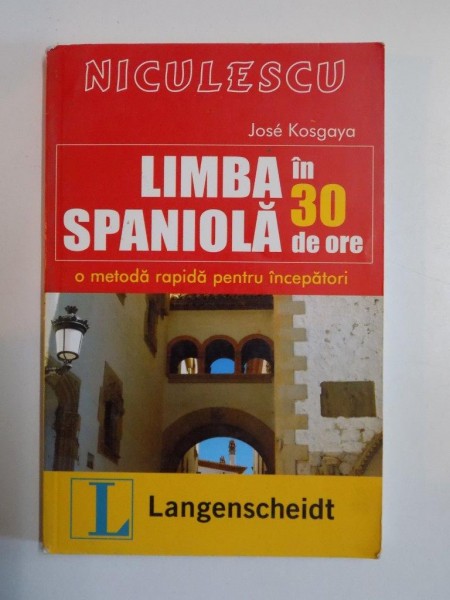 NICULESCU
José Kosgaya
LIMBA în
SPANIOLĂ 30
de ore
o metodă rapidă pentru începători
L Langenscheidt